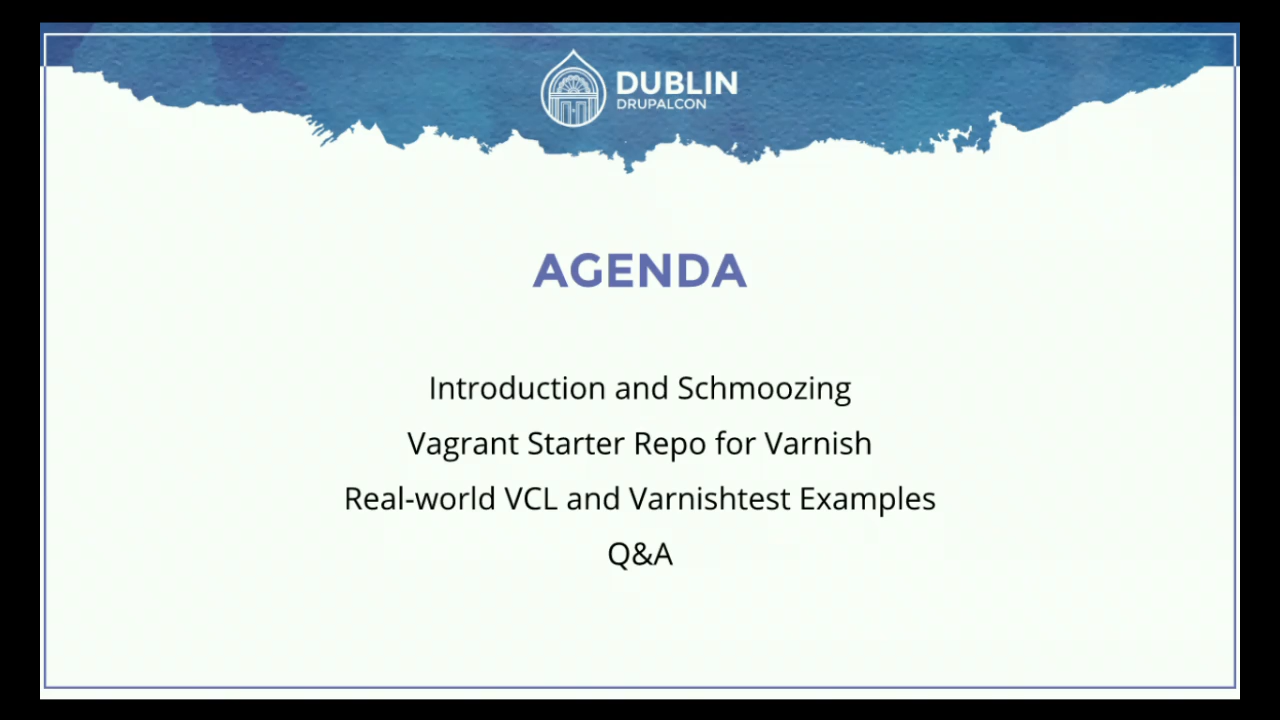 DUBLIN
DRUPALCON
AGENDA
Introduction and Schmoozing
Vagrant Starter Repo for Varnish
Real-world VCL and Varnishtest Examples
Q&A